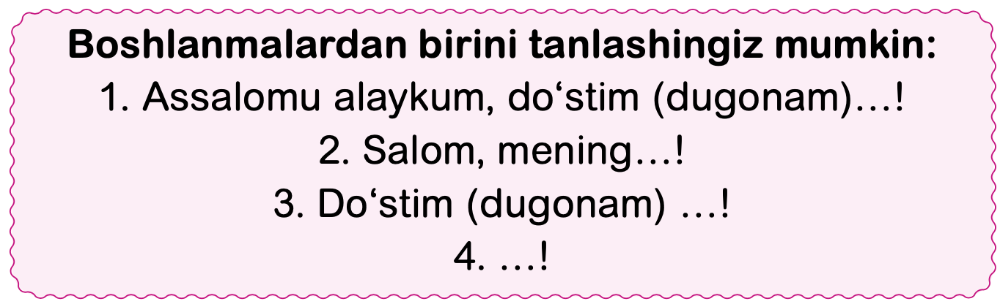 Boshlanmalardan birini tanlashingiz mumkin:
1. Assalomu alaykum, do‘stim (dugonam)...!
2. Salom, mening...!
3. Do‘stim (dugonam) ...!
4. ...!